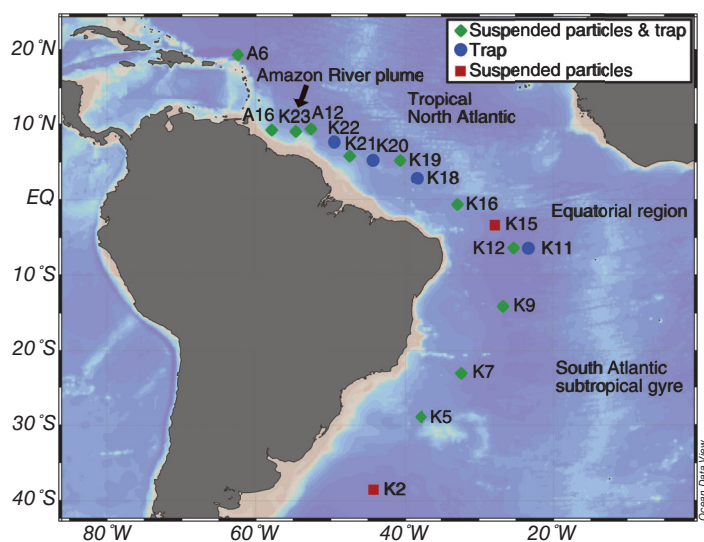 Suspended particles & trap
Trap
Suspended particles
20°N
10°N
EQ
10°S
20°S
30°S
40°S
A6
Amazon River plume
Tropical
North Atlantic
A16 K23 A12
K22
K21 K20
K19
K18
K16
K15
Equatorial region
K12 K11
K9
K7
South Atlantic
subtropical gyre
K5
K2
80°W 60°W 40°W 20°W
Ocean Data View